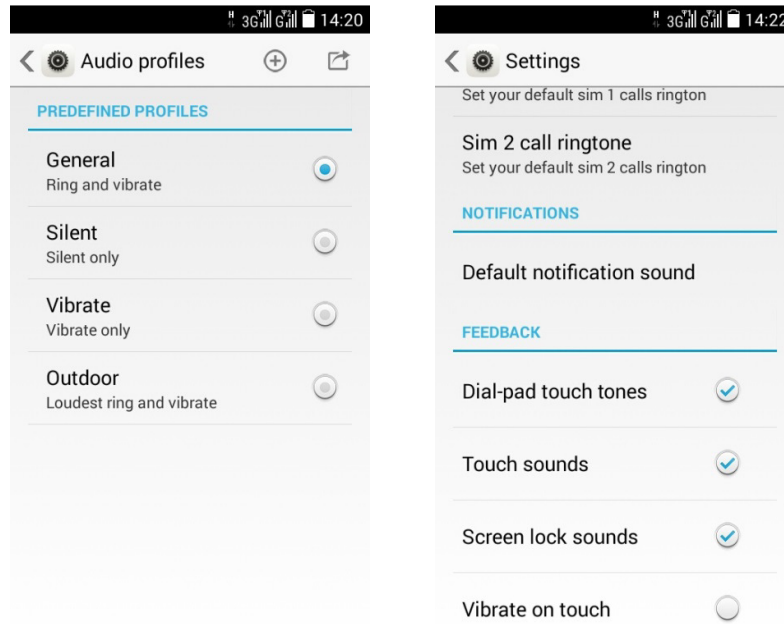 H 3G G 14:20
Audio profiles
PREDEFINED PROFILES
General
Ring and vibrate
Silent
Silent only
Vibrate
Vibrate only
Outdoor
Loudest ring and vibrate
H 3G G 14:22
Settings
Set your default sim 1 calls rington
Sim 2 call ringtone
Set your default sim 2 calls rington
NOTIFICATIONS
Default notification sound
FEEDBACK
Dial-pad touch tones
Touch sounds
Screen lock sounds
Vibrate on touch